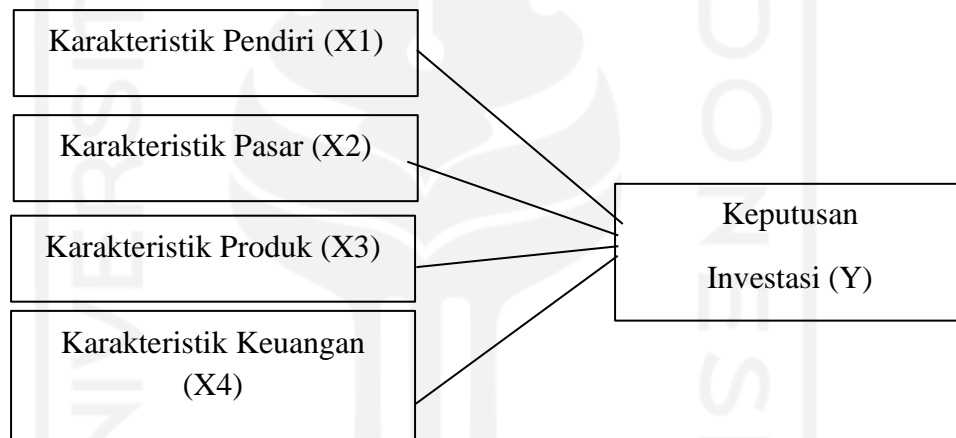 Karakteristik Pendiri (X1)
Karakteristik Pasar (X2)
Karakteristik Produk (X3)
Karakteristik Keuangan
(X4)
Keputusan
Investasi (Y)